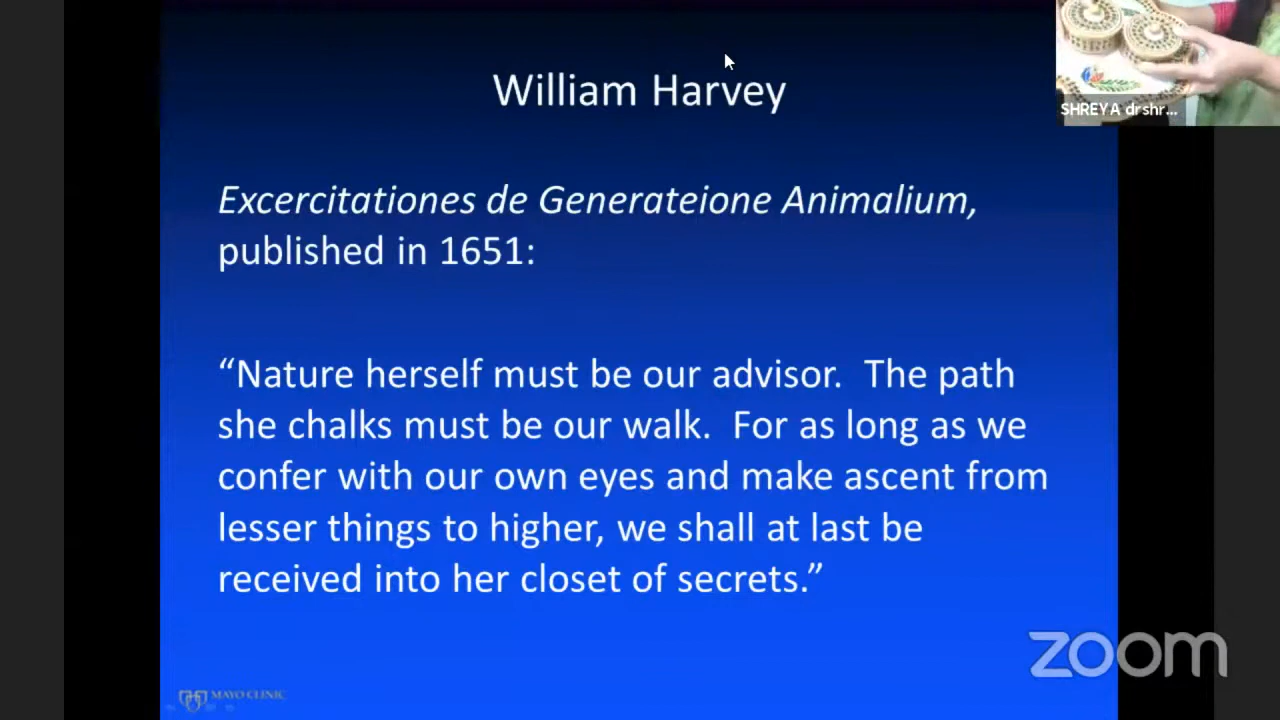 William Harvey
SHREYA drshr...
Excercitationes de Generateione Animalium,
published in 1651:
“Nature herself must be our advisor.  The path
she chalks must be our walk.  For as long as we
confer with our own eyes and make ascent from
lesser things to higher, we shall at last be
received into her closet of secrets.”
zoom
MAYO CLINIC